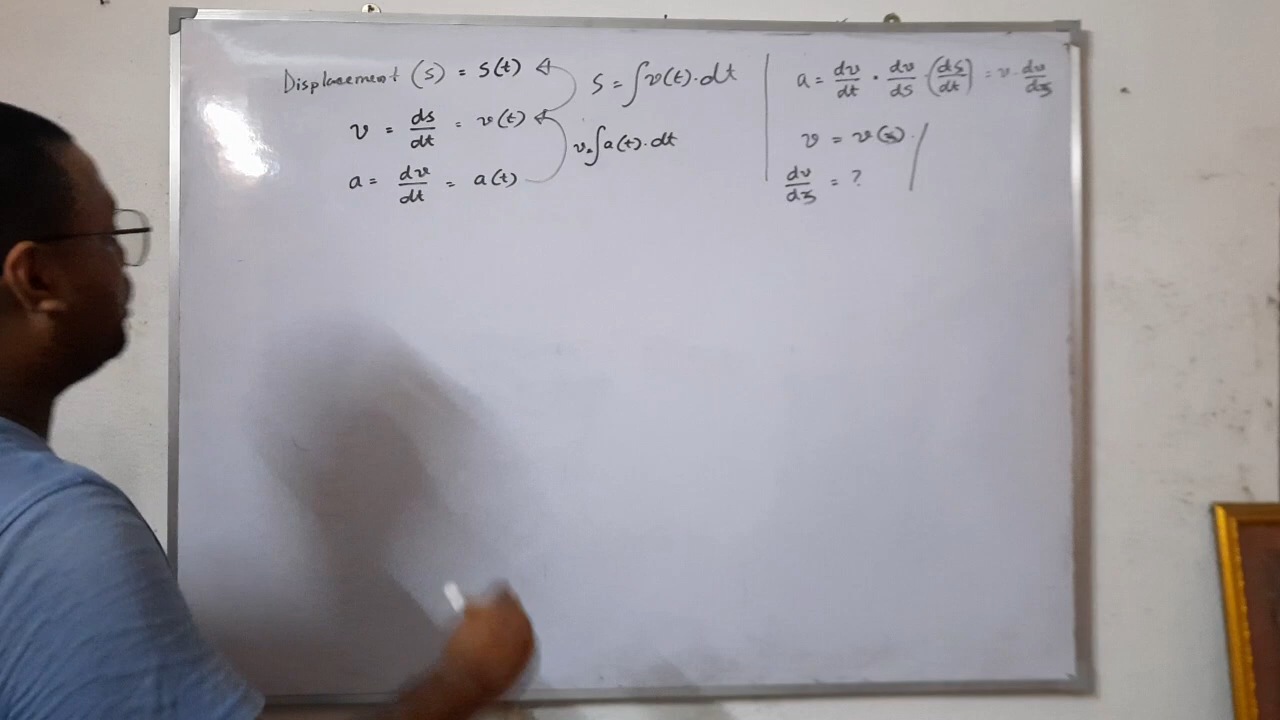 Displacement (s) = s(t)
v = ds/dt = v(t)
a = dv/dt = a(t)
s = ∫v(t).dt
v = ∫a(t).dt
a = dv/dt · dv/ds · (ds/dt) = v · dv/ds
v = v(s).
dv/ds = ?